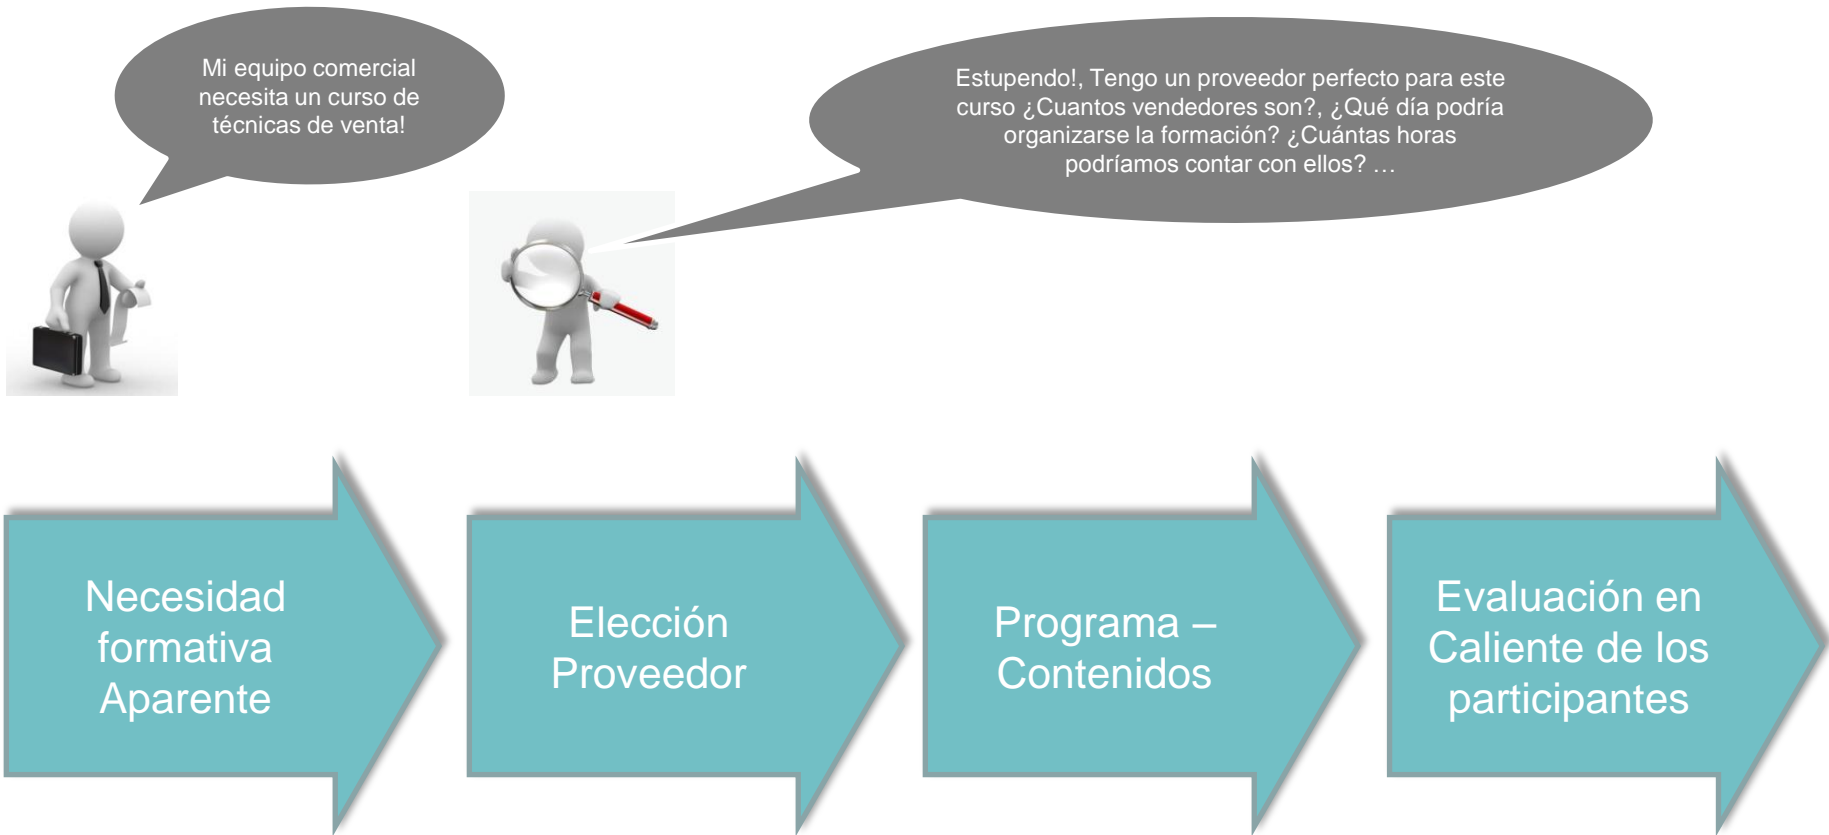 Mi equipo comercial
necesita un curso de
técnicas de venta!
Estupendo!, Tengo un proveedor perfecto para este
curso ¿Cuantos vendedores son?, ¿Qué día podría
organizarse la formación? ¿Cuántas horas
podríamos contar con ellos? …
Necesidad
formativa
Aparente
Elección
Proveedor
Programa –
Contenidos
Evaluación en
Caliente de los
participantes